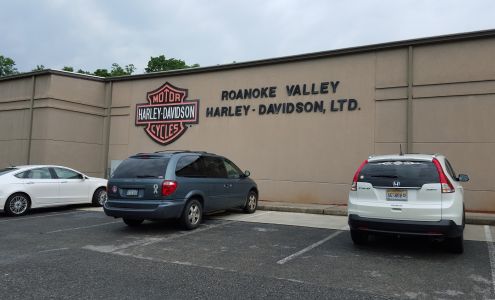 MOTOR
HARLEY-DAVIDSON
CYCLES
ROANOKE VALLEY
HARLEY-DAVIDSON, LTD.